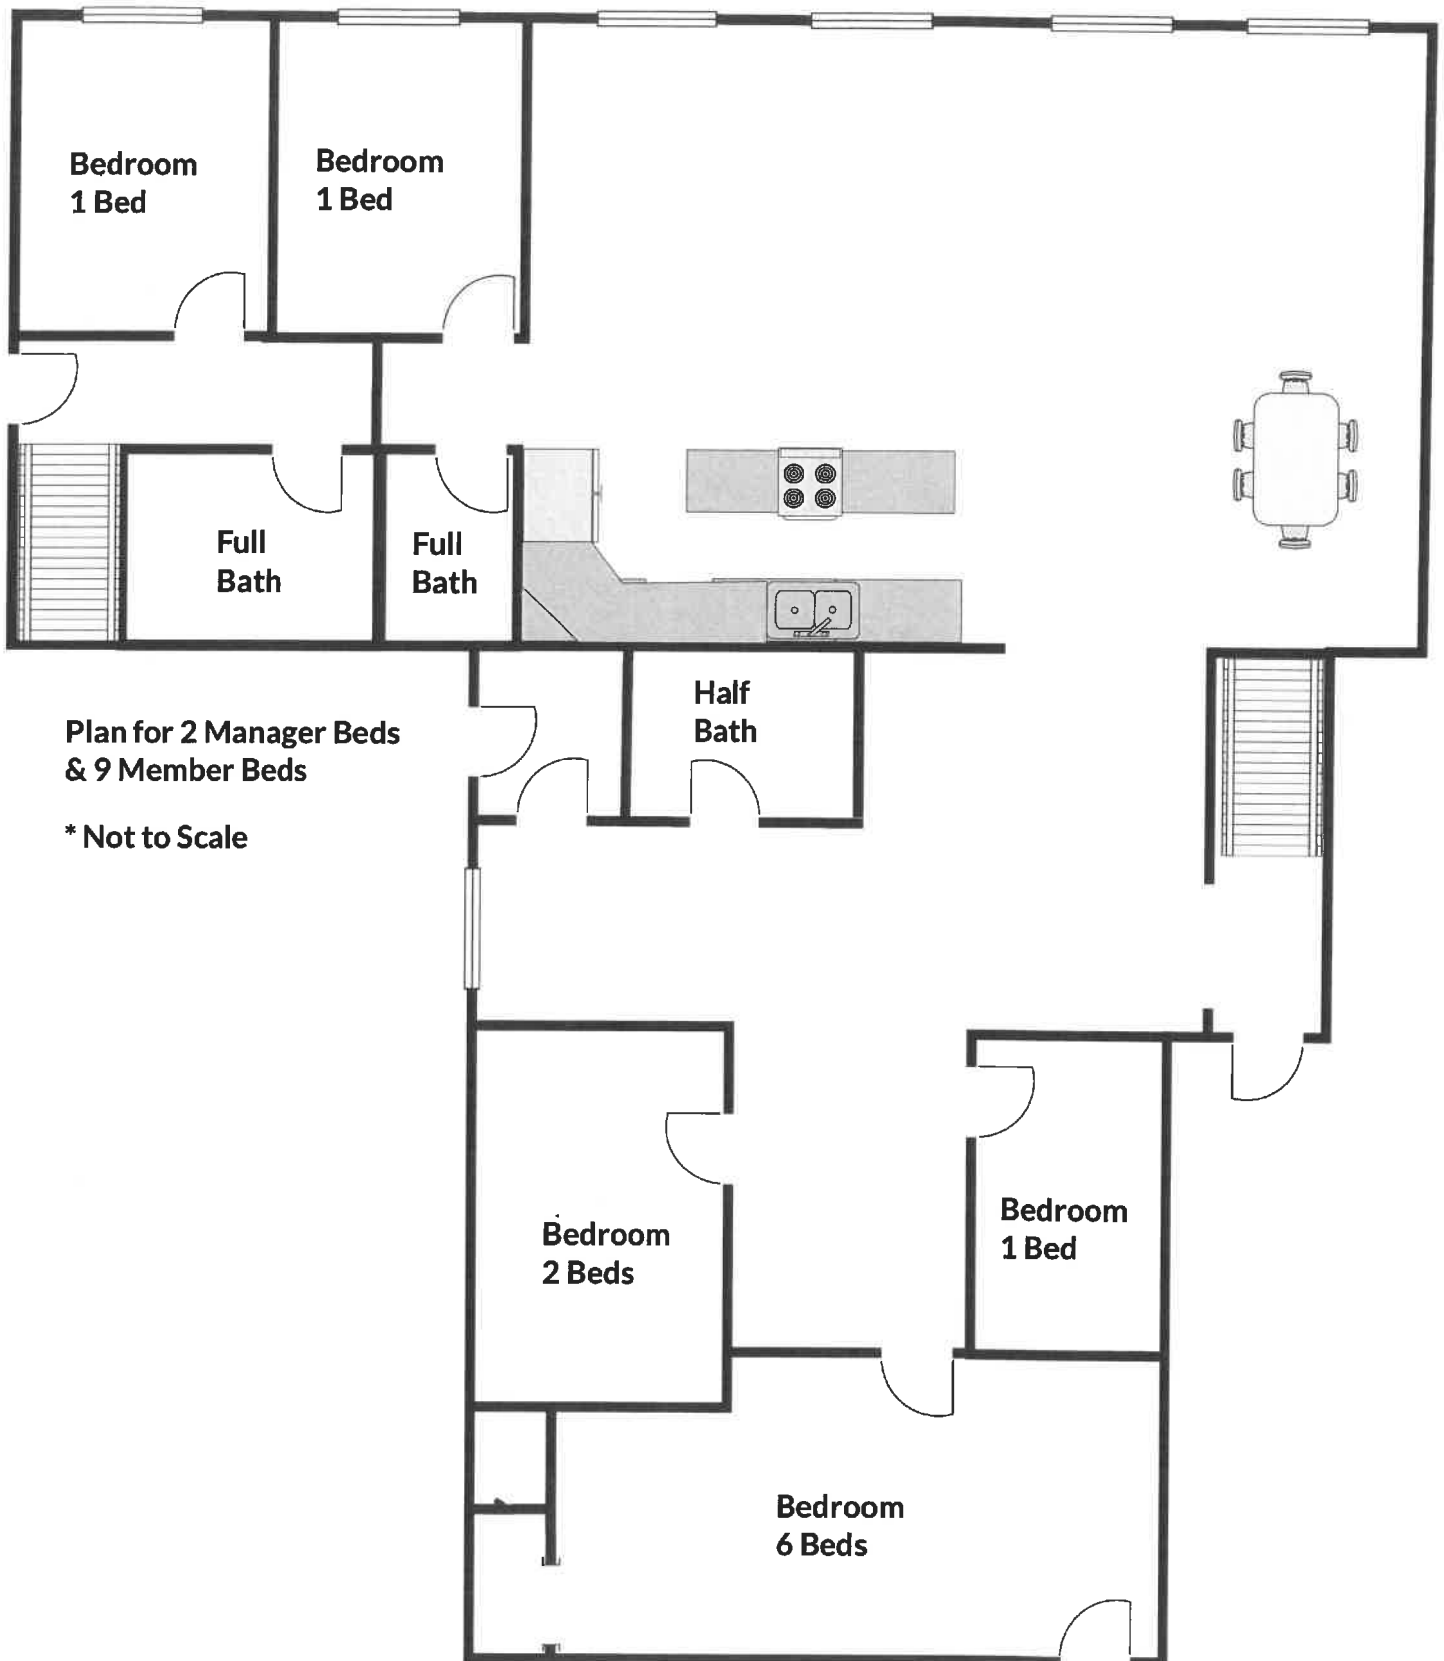 Bedroom
1 Bed
Bedroom
1 Bed
Full
Bath
Full
Bath
Half
Bath
Plan for 2 Manager Beds
& 9 Member Beds
* Not to Scale
Bedroom
2 Beds
Bedroom
1 Bed
Bedroom
6 Beds